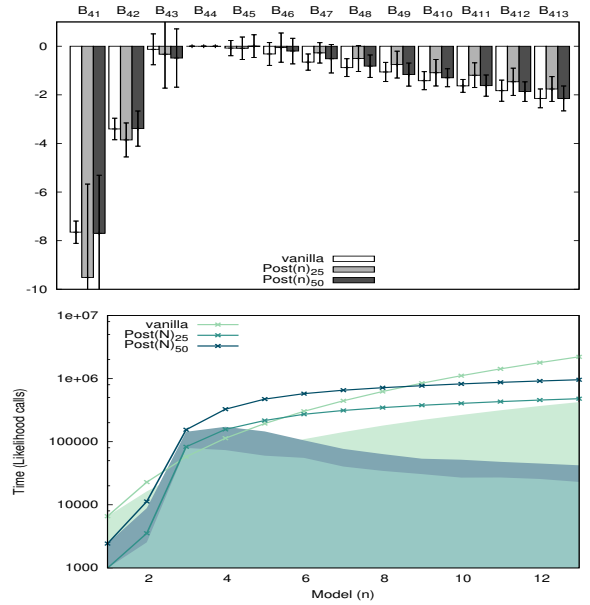 B41 B42 B43 B44 B45 B46 B47 B48 B49 B410 B411 B412 B413
0
-2
-4
-6
-8
-10
vanilla
Post(n)25
Post(n)50
1e+07
1e+06
100000
10000
1000
vanilla
Post(N)25
Post(N)50
Time (Likelihood calls)
2 4 6 8 10 12
Model (n)